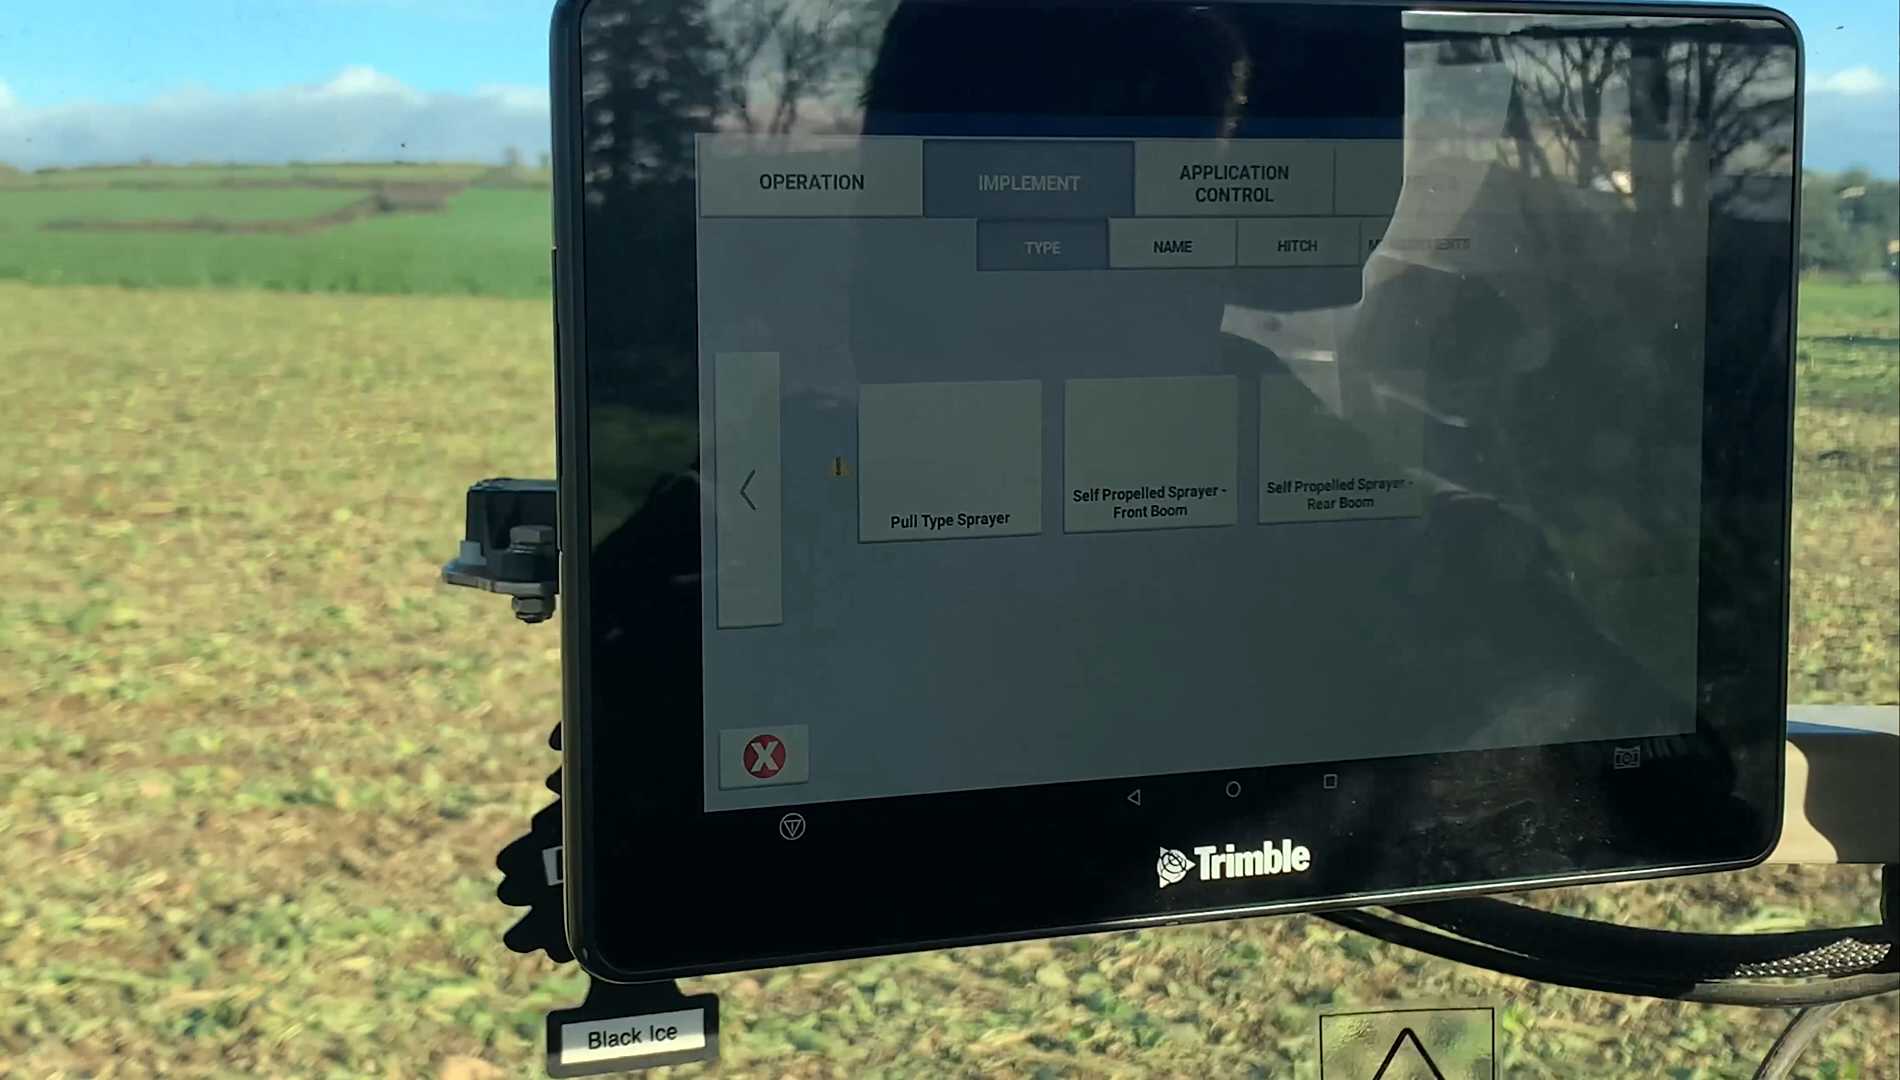 OPERATION
IMPLEMENT
APPLICATION
CONTROL
TYPE
NAME
HITCH
Pull Type Sprayer
Self Propelled Sprayer -
Front Boom
Self Propelled Sprayer -
Rear Boom
X
Trimble
Black Ice